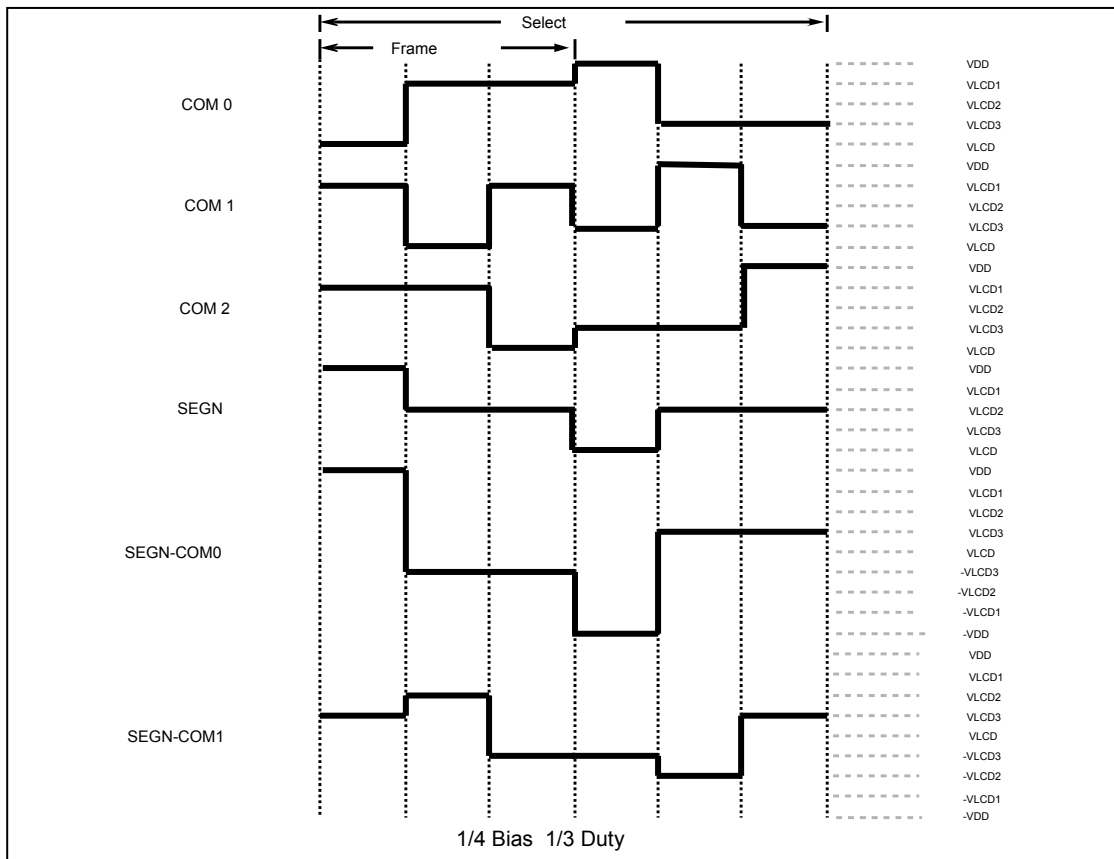 Select
Frame
COM 0
VDD
VLCD1
VLCD2
VLCD3
VLCD
COM 1
VDD
VLCD1
VLCD2
VLCD3
VLCD
COM 2
VDD
VLCD1
VLCD2
VLCD3
VLCD
SEGN
VDD
VLCD1
VLCD2
VLCD3
VLCD
SEGN-COM0
VDD
VLCD1
VLCD2
VLCD3
VLCD
-VLCD3
-VLCD2
-VLCD1
-VDD
SEGN-COM1
VDD
VLCD1
VLCD2
VLCD3
VLCD
-VLCD3
-VLCD2
-VLCD1
-VDD
1/4 Bias 1/3 Duty